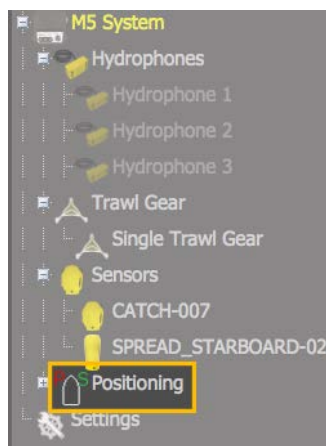 M5 System
Hydrophones
Hydrophone 1
Hydrophone 2
Hydrophone 3
Trawl Gear
Single Trawl Gear
Sensors
CATCH-007
SPREAD_STARBOARD-02
P S Positioning
Settings